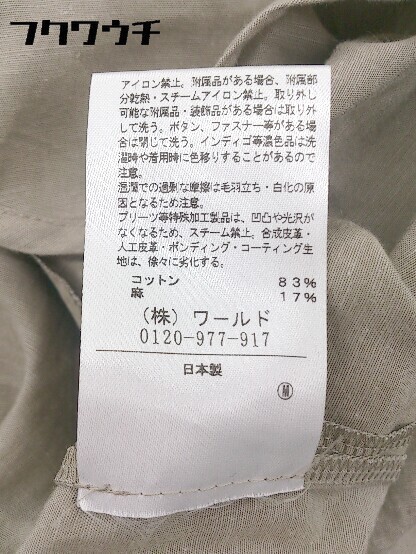 フクワウチ
アイロン禁止。附属品がある場合、附属部
分乾熱・スチームアイロン禁止。取り外し
可能な附属品・装飾品がある場合は取り外
して洗う。ボタン、ファスナー等がある場
合は閉じて洗う。インディゴ等濃色品は洗
濯時や着用時に色移りすることがあるので
注意。
湿潤での過剰な摩擦は毛羽立ち・白化の原
因となるため注意。
プリーツ等特殊加工製品は、凹凸や光沢が
なくなるため、スチーム禁止。合成皮革・
人工皮革・ボンディング・コーティング生
地は、徐々に劣化する。
コットン 83%
麻 17%
(株) ワールド
0120-977-917
日本製
M